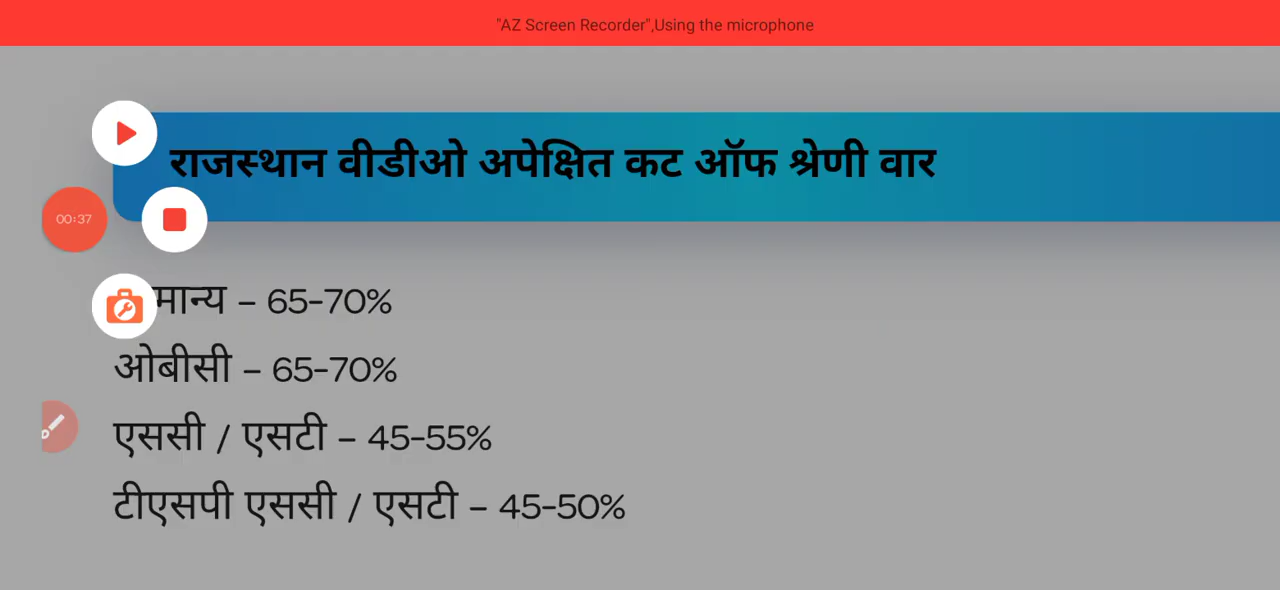 "AZ Screen Recorder",Using the microphone
राजस्थान वीडीओ अपेक्षित कट ऑफ श्रेणी वार
00:37
मान्य – 65-70%
ओबीसी – 65-70%
एससी / एसटी – 45-55%
टीएसपी एससी / एसटी – 45-50%